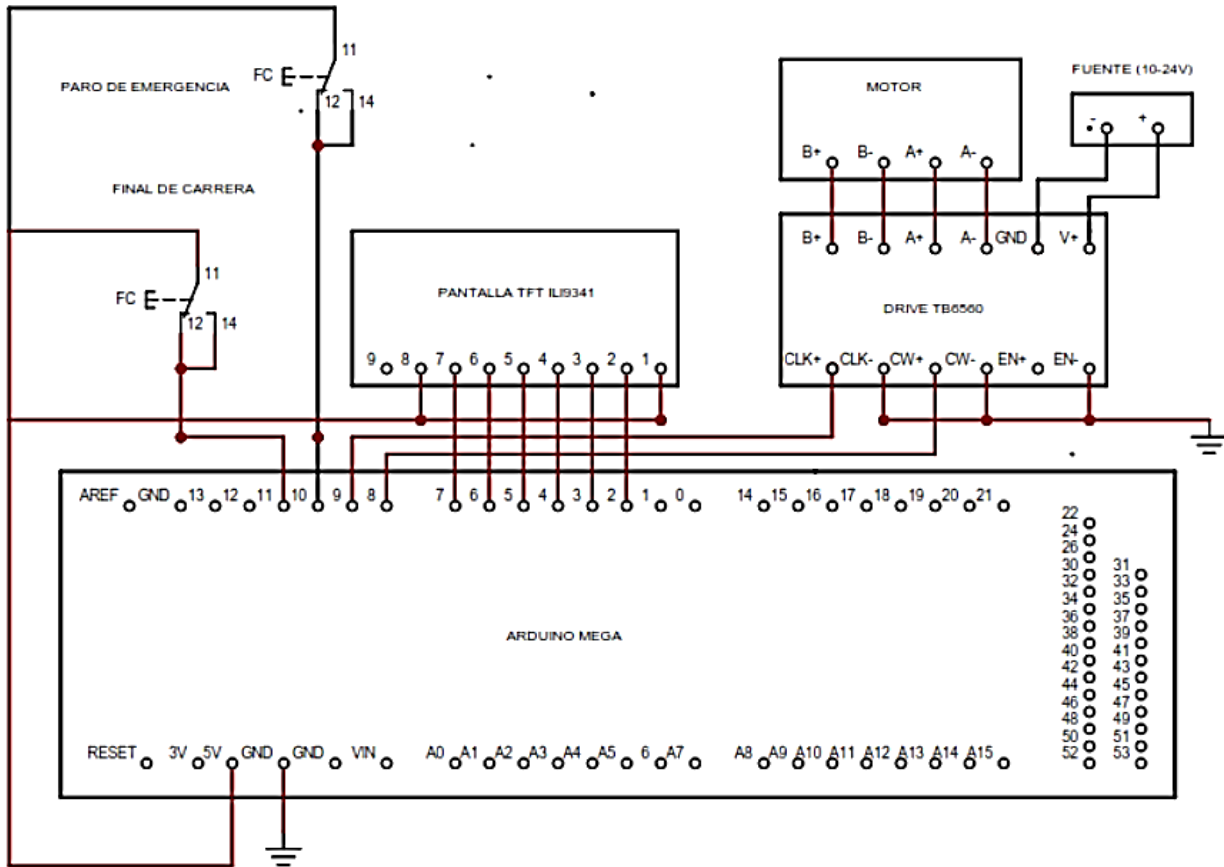 11
FC
PARO DE EMERGENCIA
12 14
FINAL DE CARRERA
11
FC
12 14
MOTOR
B+ B- A+ A-
FUENTE (10-24V)
- +
PANTALLA TFT ILI9341
9 8 7 6 5 4 3 2 1
B+ B- A+ A- GND V+
DRIVE TB6560
CLK+ CLK- CW+ CW- EN+ EN-
AREF GND 13 12 11 10 9 8 7 6 5 4 3 2 1 0 14 15 16 17 18 19 20 21
22
24
26
30
32
34
36
38
40
42
44
46
48
50
52
31
33
35
37
39
41
43
45
47
49
51
53
ARDUINO MEGA
RESET 3V 5V GND GND VIN A0 A1 A2 A3 A4 A5 6 A7 A8 A9 A10 A11 A12 A13 A14 A15